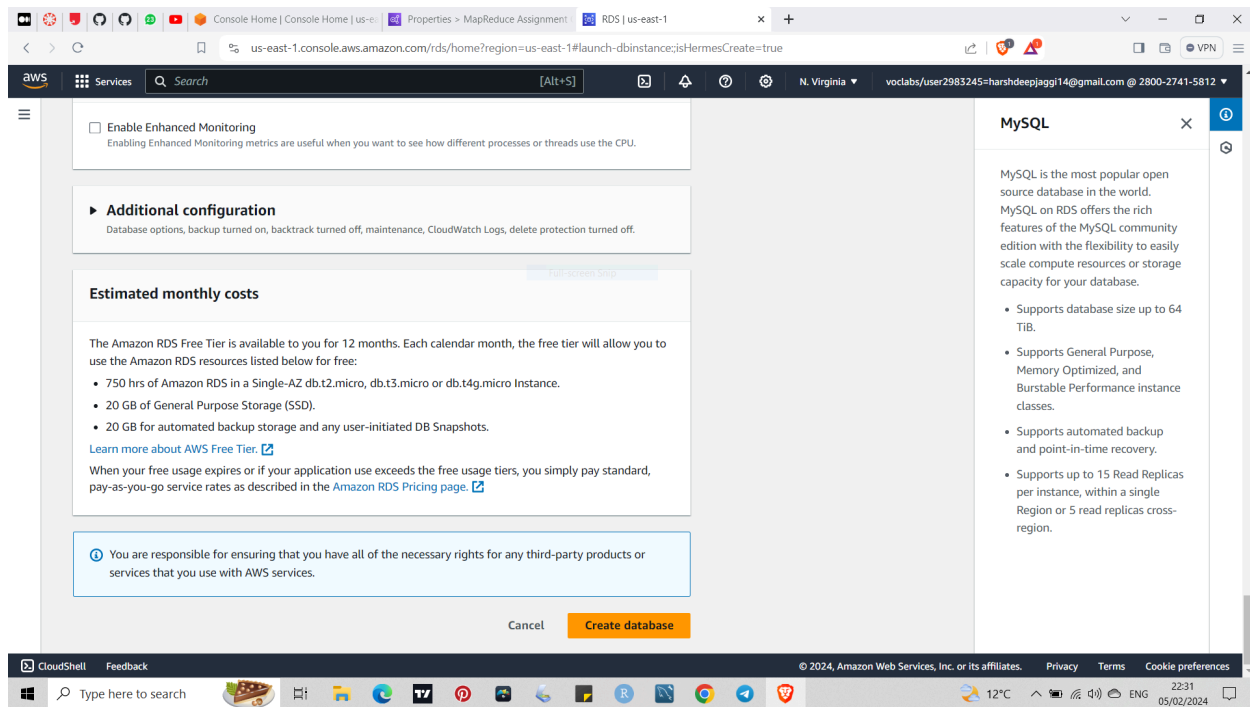 Console Home | Console Home | us-ea
Properties > MapReduce Assignment
RDS | us-east-1
us-east-1.console.aws.amazon.com/rds/home?region=us-east-1#launch-dbinstance:;isHermesCreate=true
VPN
aws
Services
Search
[Alt+S]
N. Virginia
voclabs/user2983245=harshdeepjaggi14@gmail.com @ 2800-2741-5812
Enable Enhanced Monitoring
Enabling Enhanced Monitoring metrics are useful when you want to see how different processes or threads use the CPU.
Additional configuration
Database options, backup turned on, backtrack turned off, maintenance, CloudWatch Logs, delete protection turned off.
Full-screen Snip
Estimated monthly costs
The Amazon RDS Free Tier is available to you for 12 months. Each calendar month, the free tier will allow you to
use the Amazon RDS resources listed below for free:
750 hrs of Amazon RDS in a Single-AZ db.t2.micro, db.t3.micro or db.t4g.micro Instance.
20 GB of General Purpose Storage (SSD).
20 GB for automated backup storage and any user-initiated DB Snapshots.
Learn more about AWS Free Tier.
When your free usage expires or if your application use exceeds the free usage tiers, you simply pay standard,
pay-as-you-go service rates as described in the Amazon RDS Pricing page.
You are responsible for ensuring that you have all of the necessary rights for any third-party products or
services that you use with AWS services.
Cancel
Create database
MySQL
MySQL is the most popular open
source database in the world.
MySQL on RDS offers the rich
features of the MySQL community
edition with the flexibility to easily
scale compute resources or storage
capacity for your database.
Supports database size up to 64
TiB.
Supports General Purpose,
Memory Optimized, and
Burstable Performance instance
classes.
Supports automated backup
and point-in-time recovery.
Supports up to 15 Read Replicas
per instance, within a single
Region or 5 read replicas cross-
region.
CloudShell
Feedback
© 2024, Amazon Web Services, Inc. or its affiliates.
Privacy
Terms
Cookie preferences
Type here to search
12°C
ENG
22:31
05/02/2024